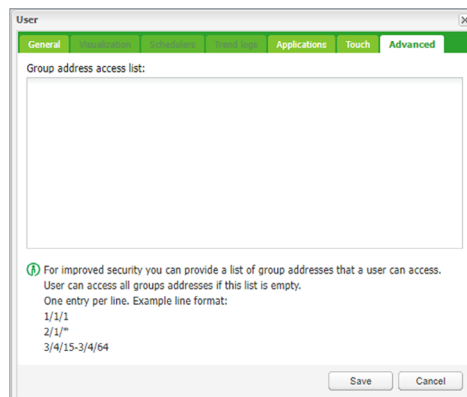 User
General Visualization Schedulers Trend logs Applications Touch Advanced
Group address access list:
For improved security you can provide a list of group addresses that a user can access.
User can access all groups addresses if this list is empty.
One entry per line. Example line format:
1/1/1
2/1/*
3/4/15-3/4/64
Save Cancel